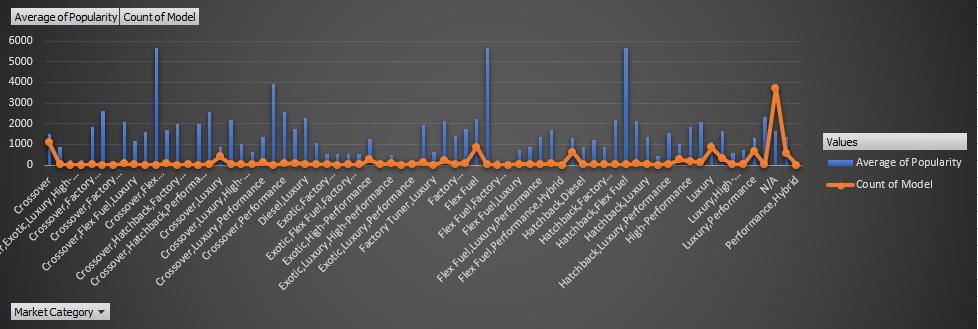 Average of Popularity Count of Model
6000
5000
4000
3000
2000
1000
0
Crossover
Crossover,Factory...
Crossover,Factory...
Crossover,Flex Fuel,Luxury
Crossover,Flex...
Crossover,Hatchback,Factory...
Crossover,Hatchback,Performa...
Crossover,Luxury
Crossover,Luxury,High-...
Crossover,Luxury,Performance
Crossover,Performance
Diesel,Luxury
Exotic,Factory...
Exotic,Flex Fuel,Factory...
Exotic,High-Performance
Exotic,Luxury,High-Performance
Exotic,Luxury,Performance
Factory Tuner,Luxury
Factory...
Flex Fuel
Flex Fuel,Factory...
Flex Fuel,Luxury
Flex Fuel,Luxury,Performance
Flex Fuel,Performance,Hybrid
Hatchback,Diesel
Hatchback,Factory...
Hatchback,Flex Fuel
Hatchback,Luxury
Hatchback,Luxury,Performance
High-Performance
Luxury
Luxury,High-...
Luxury,Performance
N/A
Performance,Hybrid
Values
Average of Popularity
Count of Model
Market Category